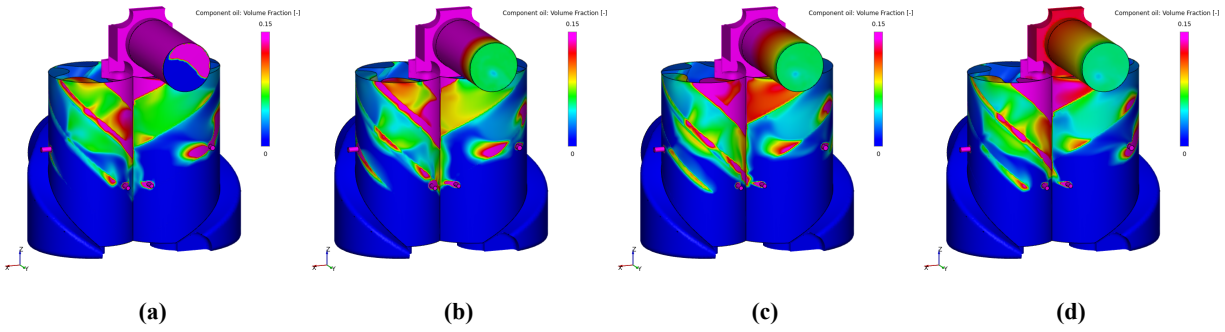 Component oil: Volume Fraction [-]
0.15
0
Z
X
Y
(a)
Component oil: Volume Fraction [-]
0.15
0
Z
X
Y
(b)
Component oil: Volume Fraction [-]
0.15
0
Z
X
Y
(c)
Component oil: Volume Fraction [-]
0.15
0
Z
X
Y
(d)